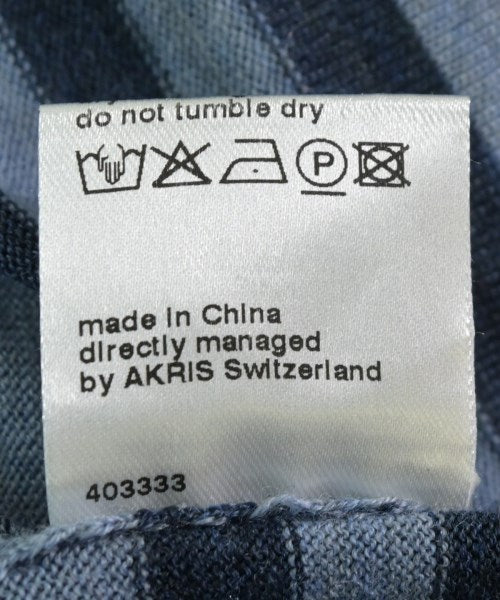 do not tumble dry
P
made in China
directly managed
by AKRIS Switzerland
403333